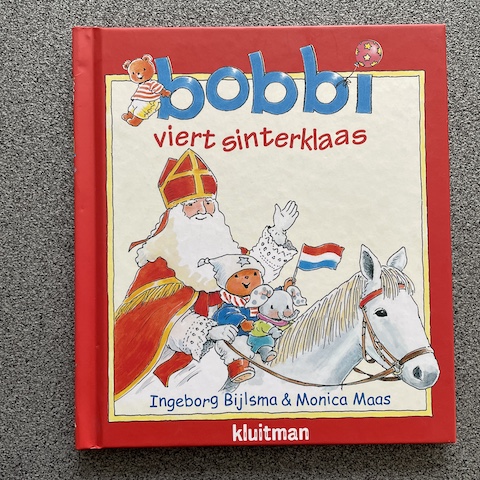 bobbi
viert sinterklaas
Ingeborg Bijlsma & Monica Maas
kluitman